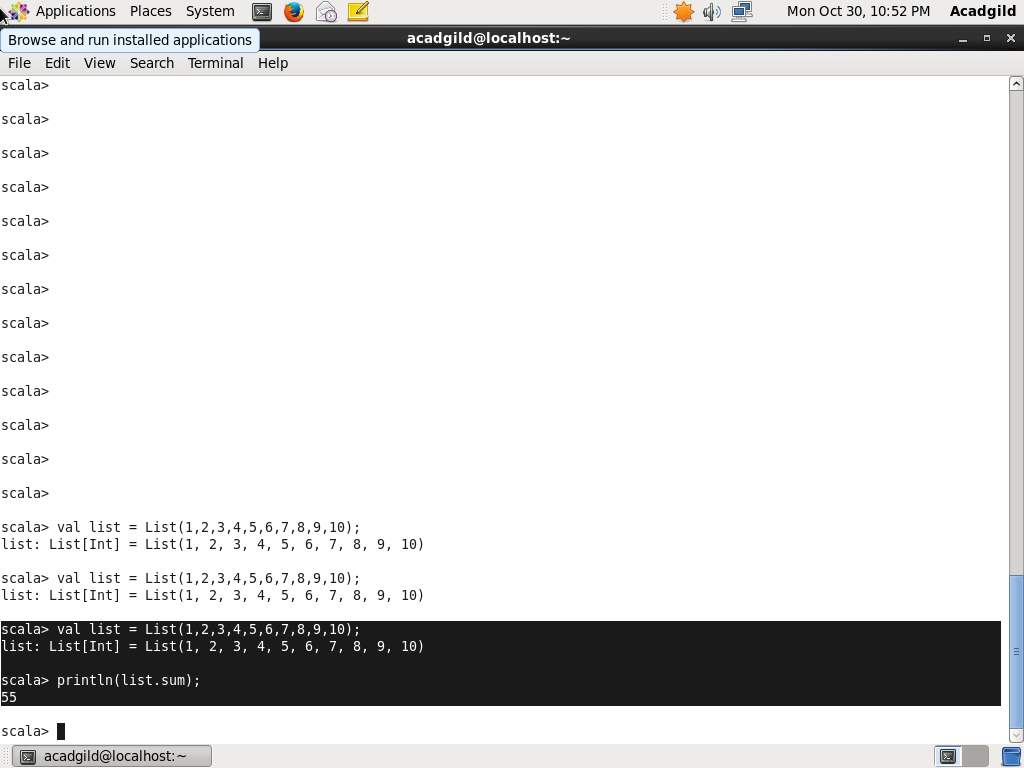 Applications Places System Mon Oct 30, 10:52 PM Acadgild
Browse and run installed applications
acadgild@localhost:~
File Edit View Search Terminal Help
scala>
scala>
scala>
scala>
scala>
scala>
scala>
scala>
scala>
scala>
scala>
scala>
scala>
scala> val list = List(1,2,3,4,5,6,7,8,9,10);
list: List[Int] = List(1, 2, 3, 4, 5, 6, 7, 8, 9, 10)
scala> val list = List(1,2,3,4,5,6,7,8,9,10);
list: List[Int] = List(1, 2, 3, 4, 5, 6, 7, 8, 9, 10)
scala> val list = List(1,2,3,4,5,6,7,8,9,10);
list: List[Int] = List(1, 2, 3, 4, 5, 6, 7, 8, 9, 10)
scala> println(list.sum);
55
scala>
acadgild@localhost:~